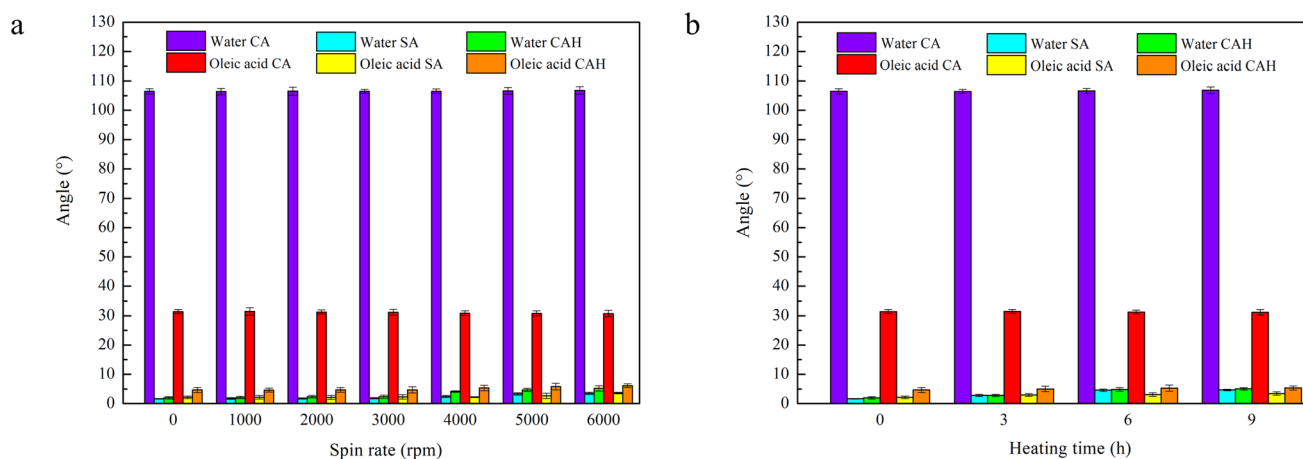 a
130
120
110
100
90
80
70
60
50
40
30
20
10
0
Angle (°)
Water CA Water SA Water CAH
Oleic acid CA Oleic acid SA Oleic acid CAH
0 1000 2000 3000 4000 5000 6000
Spin rate (rpm)
b
130
120
110
100
90
80
70
60
50
40
30
20
10
0
Angle (°)
Water CA Water SA Water CAH
Oleic acid CA Oleic acid SA Oleic acid CAH
0 3 6 9
Heating time (h)